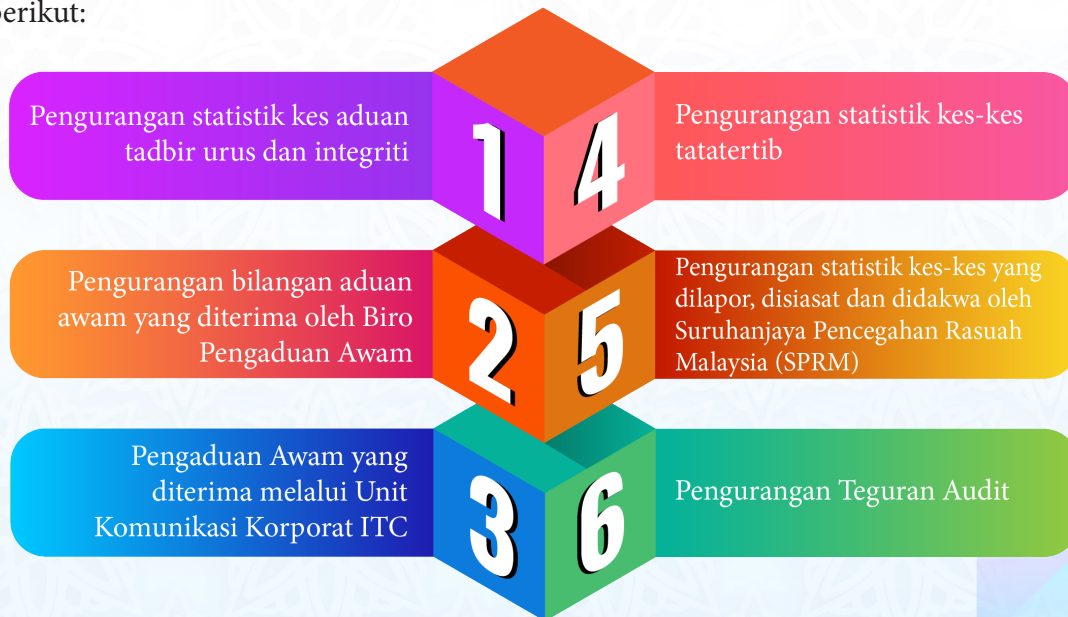 berikut:
1
Pengurangan statistik kes aduan
tadbir urus dan integriti
2
Pengurangan bilangan aduan
awam yang diterima oleh Biro
Pengaduan Awam
3
Pengaduan Awam yang
diterima melalui Unit
Komunikasi Korporat ITC
4
Pengurangan statistik kes-kes
tatatertib
5
Pengurangan statistik kes-kes yang
dilapor, disiasat dan didakwa oleh
Suruhanjaya Pencegahan Rasuah
Malaysia (SPRM)
6
Pengurangan Teguran Audit